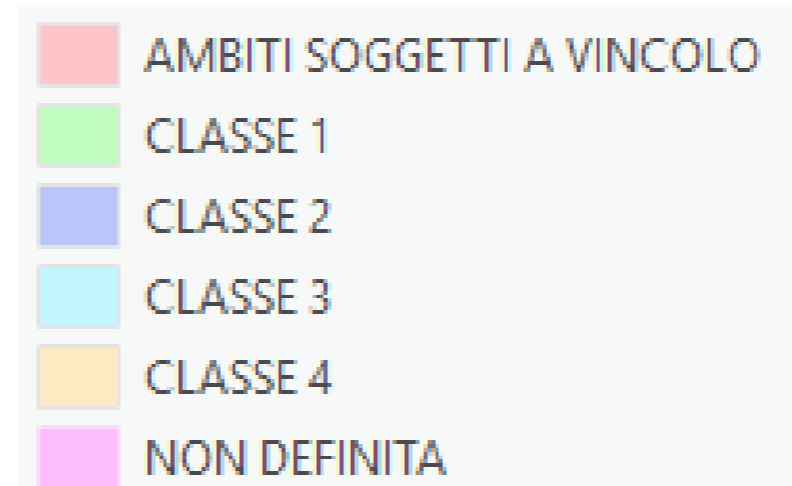 AMBITI SOGGETTI A VINCOLO
CLASSE 1
CLASSE 2
CLASSE 3
CLASSE 4
NON DEFINITA